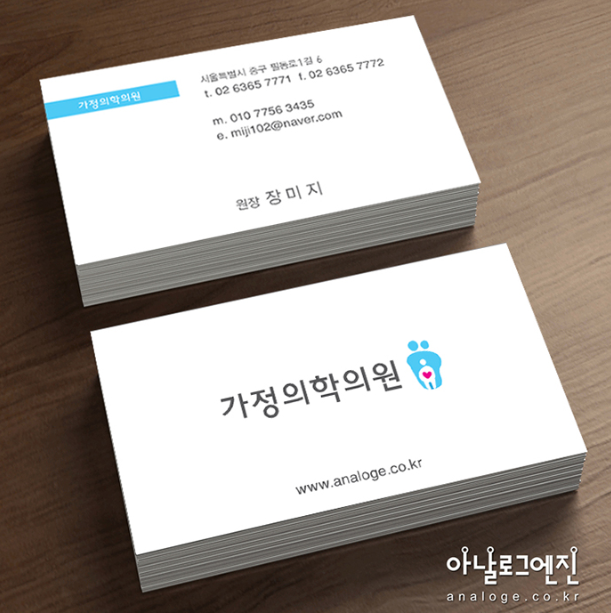 가정의학의원
서울특별시 중구 필동로1길 6
t. 02 6365 7771 f. 02 6365 7772
m. 010 7756 3435
e. miji102@naver.com
원장 장 미 지
가정의학의원
www.analoge.co.kr
아날로그엔진
analoge.co.kr